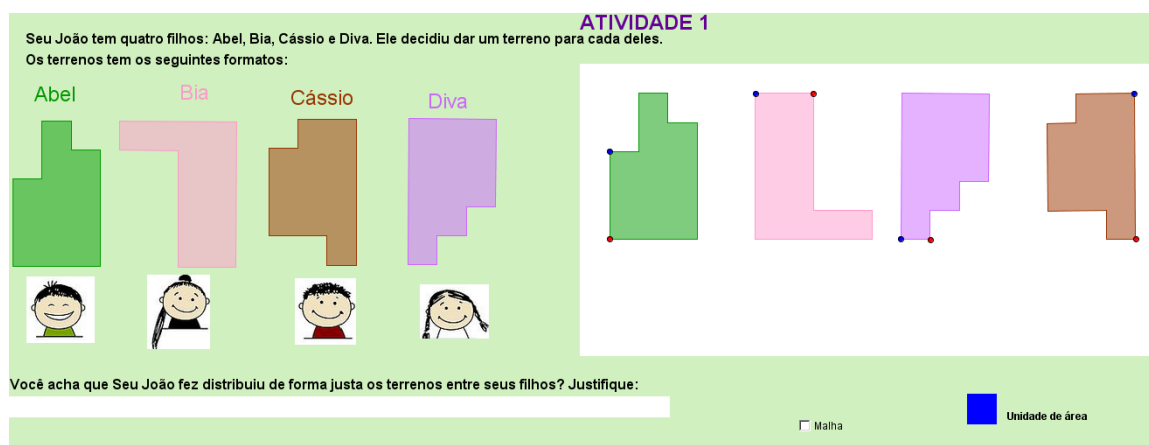 ATIVIDADE 1
Seu João tem quatro filhos: Abel, Bia, Cássio e Diva. Ele decidiu dar um terreno para cada deles.
Os terrenos tem os seguintes formatos:
Abel
Bia
Cássio
Diva
Você acha que Seu João fez distribuiu de forma justa os terrenos entre seus filhos? Justifique:
Malha
Unidade de área